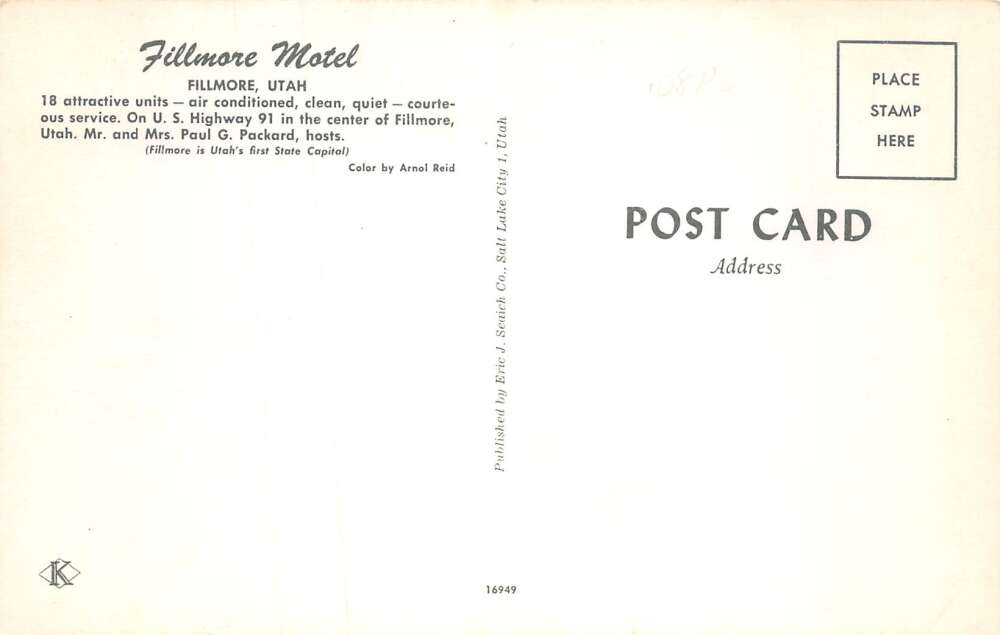 Fillmore Motel
FILLMORE, UTAH
18 attractive units — air conditioned, clean, quiet — courte-
ous service. On U. S. Highway 91 in the center of Fillmore,
Utah. Mr. and Mrs. Paul G. Packard, hosts.
(Fillmore is Utah's first State Capital)
Color by Arnol Reid
Published by Eric J. Seaich Co., Salt Lake City 1, Utah
PLACE
STAMP
HERE
POST CARD
Address
K
16949